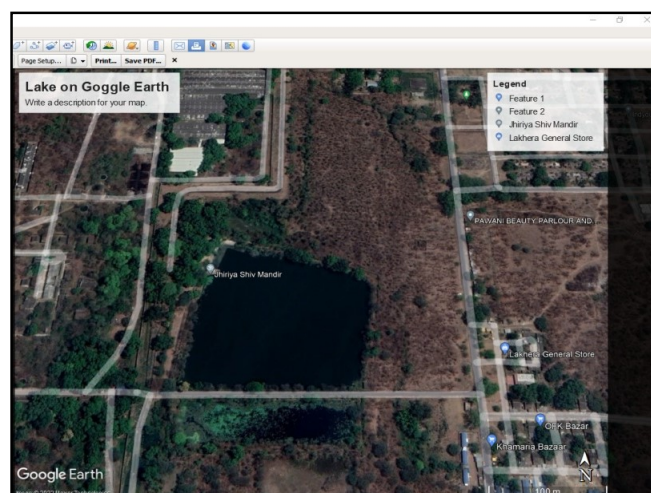 Page Setup...
Print...
Save PDF...
Lake on Goggle Earth
Write a description for your map.
Legend
Feature 1
Feature 2
Jhiriya Shiv Mandir
Lakhera General Store
PAWANI BEAUTY PARLOUR AND
Jhiriya Shiv Mandir
Lakhera General Store
OFK Bazar
Khamaria Bazaar
Google Earth
N
100 m